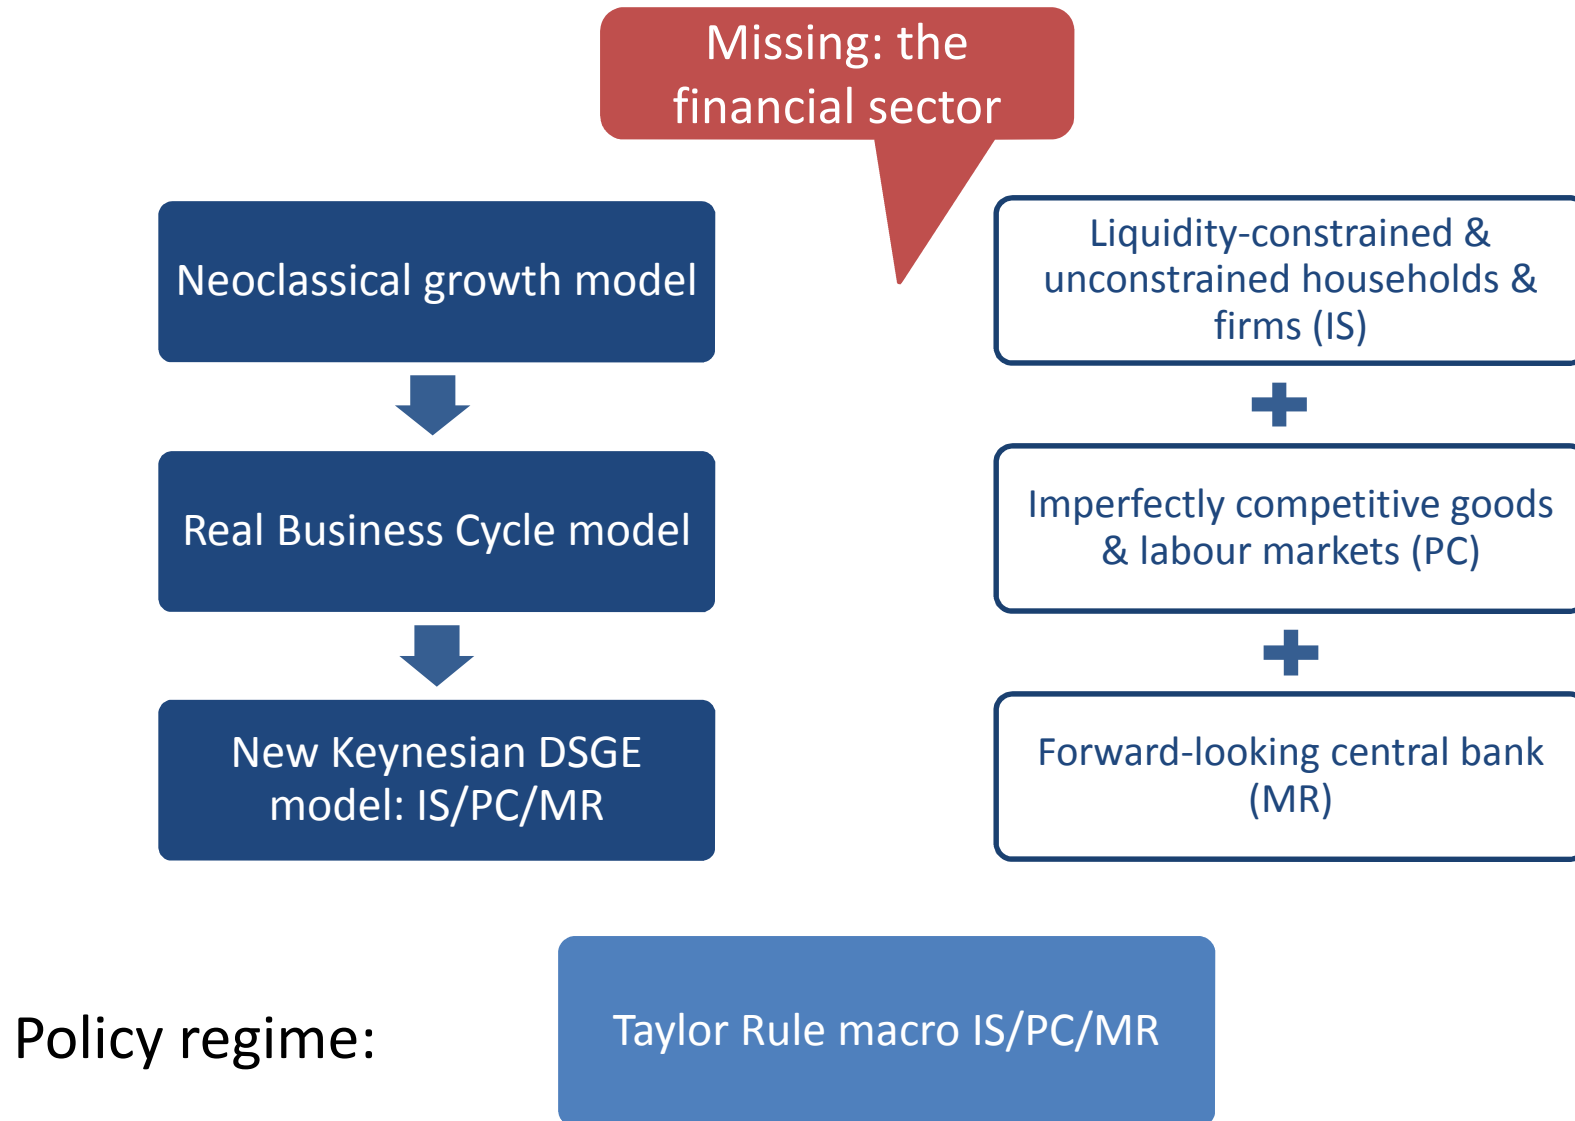 Missing: the
financial sector
Neoclassical growth model
Real Business Cycle model
New Keynesian DSGE
model: IS/PC/MR
Liquidity-constrained &
unconstrained households &
firms (IS)
Imperfectly competitive goods
& labour markets (PC)
Forward-looking central bank
(MR)
Policy regime:
Taylor Rule macro IS/PC/MR